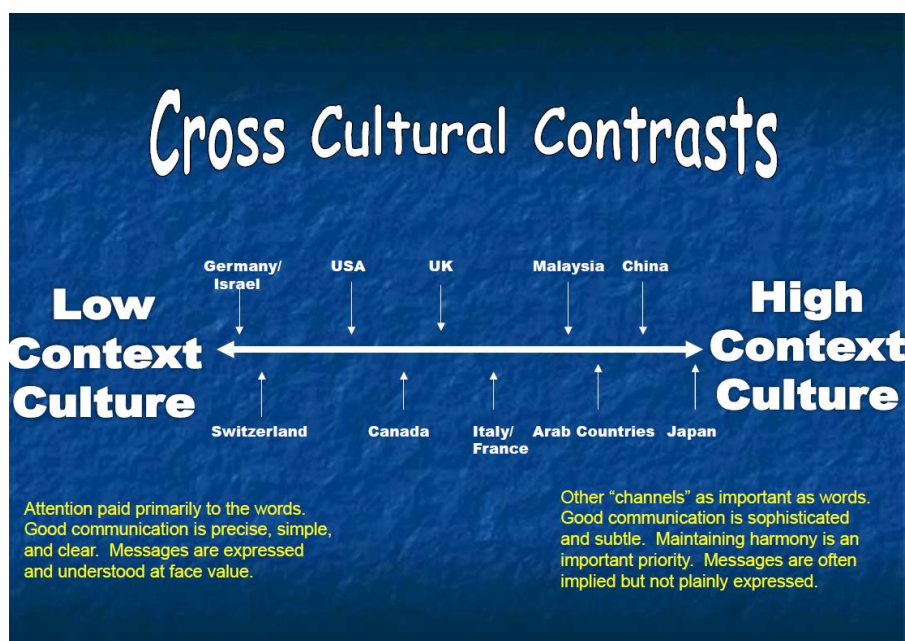 Cross Cultural Contrasts
Germany/
Israel
USA
UK
Malaysia
China
Low
Context
Culture
High
Context
Culture
Switzerland
Canada
Italy/
France
Arab Countries
Japan
Attention paid primarily to the words.
Good communication is precise, simple,
and clear.  Messages are expressed
and understood at face value.
Other “channels” as important as words.
Good communication is sophisticated
and subtle.  Maintaining harmony is an
important priority.  Messages are often
implied but not plainly expressed.